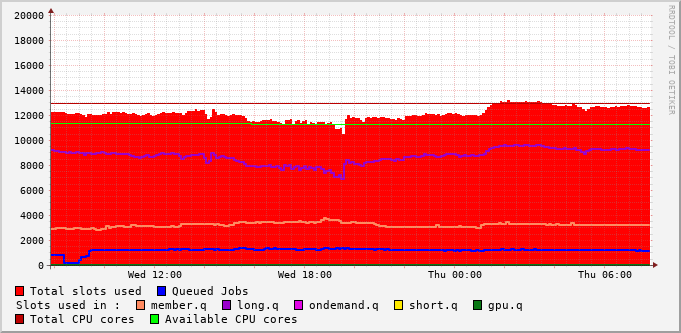 20000
18000
16000
14000
12000
10000
8000
6000
4000
2000
0
Wed 12:00 Wed 18:00 Thu 00:00 Thu 06:00
Total slots used Queued Jobs
Slots used in : member.q long.q ondemand.q short.q gpu.q
Total CPU cores Available CPU cores
RRDTOOL / TOBI OETIKER